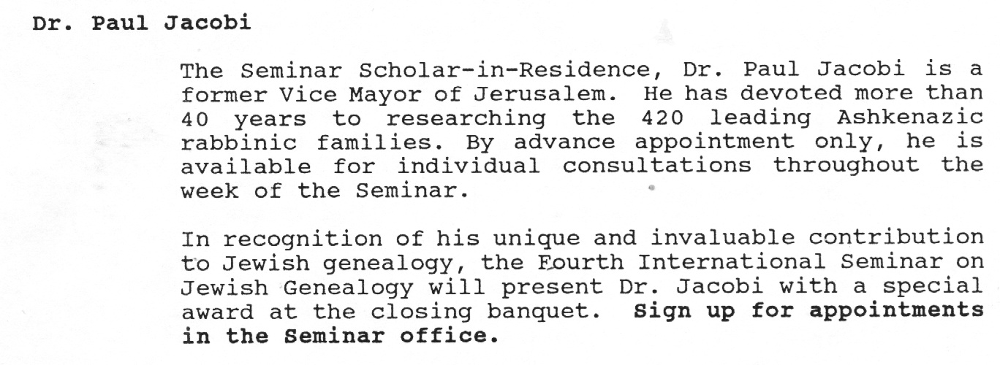 Dr. Paul Jacobi
The Seminar Scholar-in-Residence, Dr. Paul Jacobi is a
former Vice Mayor of Jerusalem. He has devoted more than
40 years to researching the 420 leading Ashkenazic
rabbinic families. By advance appointment only, he is
available for individual consultations throughout the
week of the Seminar.
In recognition of his unique and invaluable contribution
to Jewish genealogy, the Fourth International Seminar on
Jewish Genealogy will present Dr. Jacobi with a special
award at the closing banquet. Sign up for appointments
in the Seminar office.